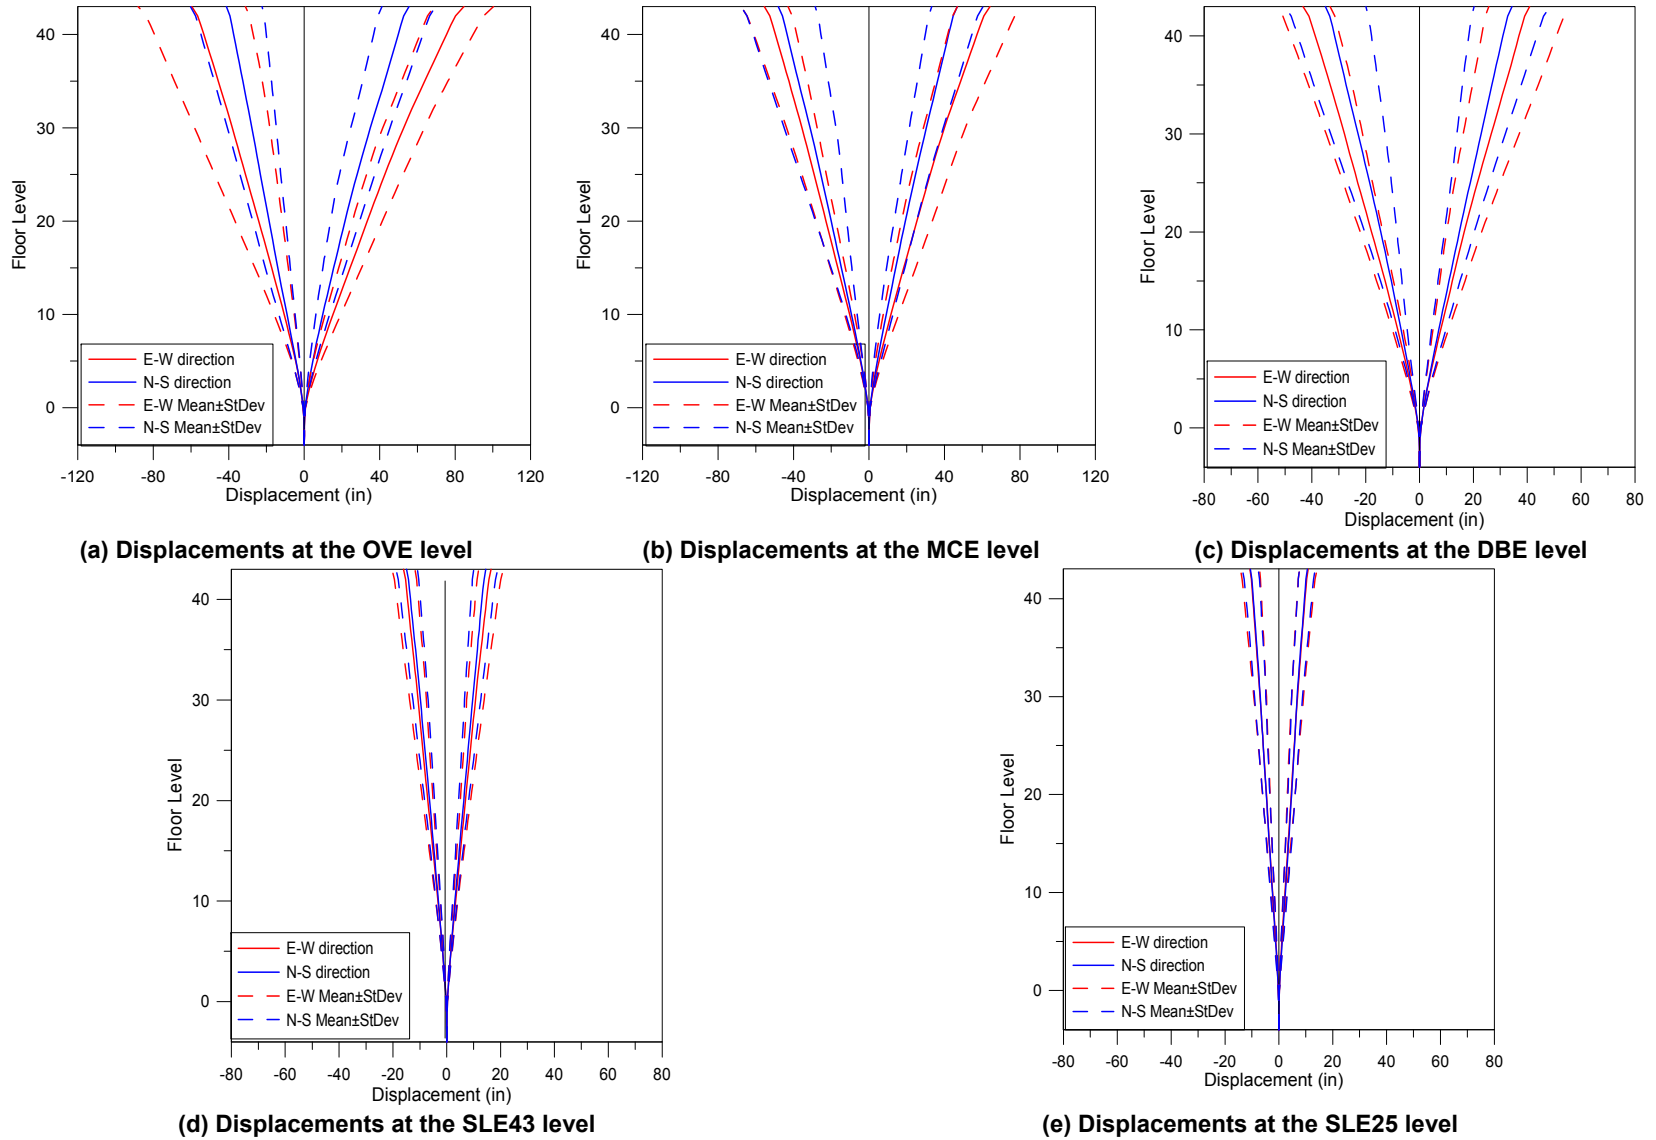 40
30
20
10
0
Floor Level
E-W direction
N-S direction
E-W Mean±StDev
N-S Mean±StDev
-120 -80 -40 0 40 80 120
Displacement (in)
(a) Displacements at the OVE level
40
30
20
10
0
Floor Level
E-W direction
N-S direction
E-W Mean±StDev
N-S Mean±StDev
-120 -80 -40 0 40 80 120
Displacement (in)
(b) Displacements at the MCE level
40
30
20
10
0
Floor Level
E-W direction
N-S direction
E-W Mean±StDev
N-S Mean±StDev
-80 -60 -40 -20 0 20 40 60 80
Displacement (in)
(c) Displacements at the DBE level
40
30
20
10
0
Floor Level
E-W direction
N-S direction
E-W Mean±StDev
N-S Mean±StDev
-80 -60 -40 -20 0 20 40 60 80
Displacement (in)
(d) Displacements at the SLE43 level
40
30
20
10
0
Floor Level
E-W direction
N-S direction
E-W Mean±StDev
N-S Mean±StDev
-80 -60 -40 -20 0 20 40 60 80
Displacement (in)
(e) Displacements at the SLE25 level